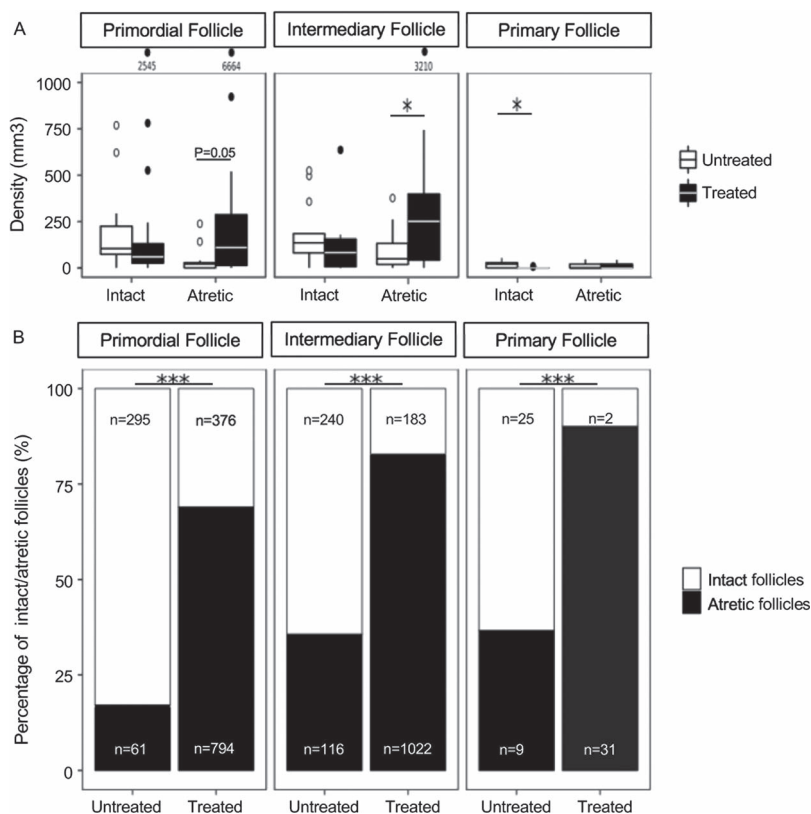 A
Primordial Follicle
Intermediary Follicle
Primary Follicle
2545
6664
3210
Density (mm3)
1000
750
500
250
0
P=0.05
*
*
Intact
Atretic
Intact
Atretic
Intact
Atretic
Untreated
Treated
B
Primordial Follicle
Intermediary Follicle
Primary Follicle
Percentage of intact/atretic follicles (%)
100
75
50
25
0
***
***
***
n=295
n=376
n=240
n=183
n=25
n=2
n=61
n=794
n=116
n=1022
n=9
n=31
Untreated
Treated
Untreated
Treated
Untreated
Treated
Intact follicles
Atretic follicles